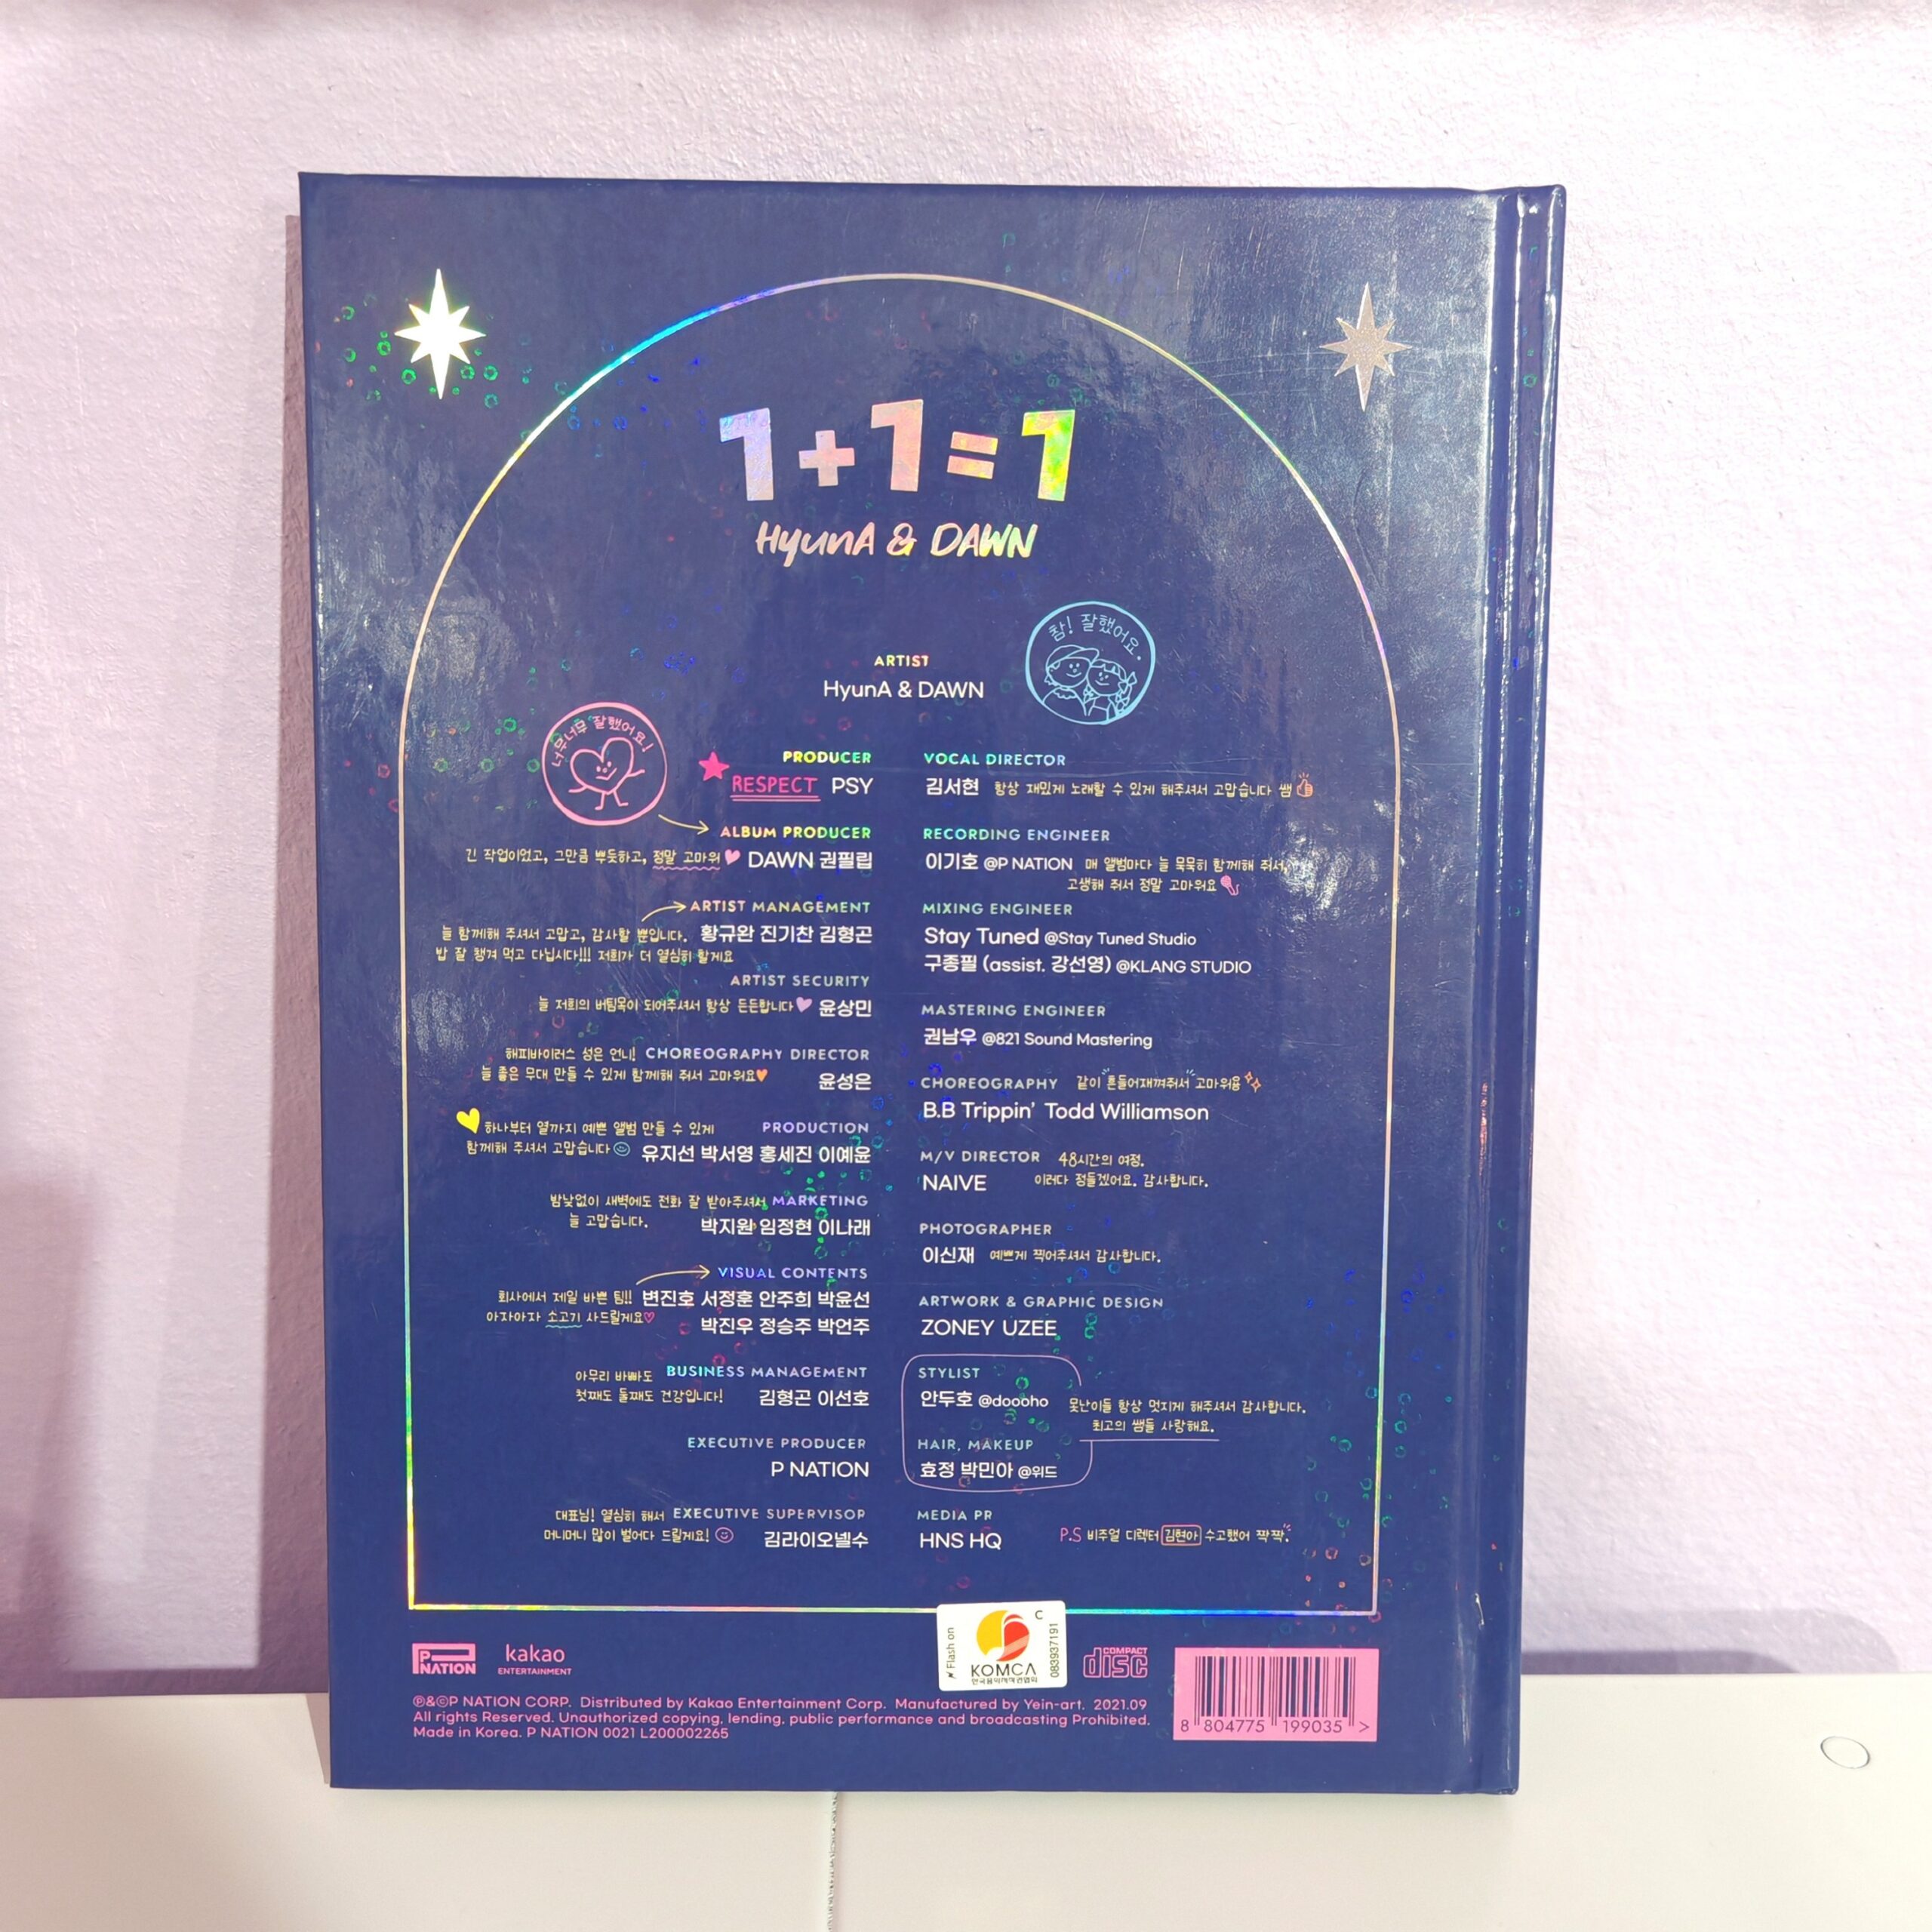 1+1=1
HyunA & DAWN
참! 잘했어요.
ARTIST
HyunA & DAWN
너무너무 잘했어요!
PRODUCER
RESPECT PSY
ALBUM PRODUCER
긴 작업이었고, 그만큼 뿌듯하고, 정말 고마워 DAWN 권필립
ARTIST MANAGEMENT
늘 함께해 주셔서 고맙고, 감사할 뿐입니다. 황규완 진기찬 김형곤
밥 잘 챙겨 먹고 다닙시다!!! 저희가 더 열심히 할게요
ARTIST SECURITY
늘 저희의 버팀목이 되어주셔서 항상 든든합니다 윤상민
해피바이러스 성은 언니! CHOREOGRAPHY DIRECTOR
늘 좋은 무대 만들 수 있게 함께해 줘서 고마워요 윤성은
하나부터 열까지 예쁜 앨범 만들 수 있게 PRODUCTION
함께해 주셔서 고맙습니다 유지선 박서영 홍세진 이예윤
밤낮없이 새벽에도 전화 잘 받아주셔서 MARKETING
늘 고맙습니다. 박지원 임정현 이나래
VISUAL CONTENTS
회사에서 제일 바쁜 팀!! 변진호 서정훈 안주희 박윤선
아자아자 소고기 사드릴게요 박진우 정승주 박언주
아무리 바빠도 BUSINESS MANAGEMENT
첫째도 둘째도 건강입니다! 김형곤 이선호
EXECUTIVE PRODUCER
P NATION
대표님! 열심히 해서 EXECUTIVE SUPERVISOR
머니머니 많이 벌어다 드릴게요! 김라이오넬수
VOCAL DIRECTOR
김서현 항상 재밌게 노래할 수 있게 해주셔서 고맙습니다 쌤
RECORDING ENGINEER
이기호 @P NATION 매 앨범마다 늘 묵묵히 함께해 줘서,
고생해 줘서 정말 고마워요
MIXING ENGINEER
Stay Tuned @Stay Tuned Studio
구종필 (assist. 강선영) @KLANG STUDIO
MASTERING ENGINEER
권남우 @821 Sound Mastering
CHOREOGRAPHY 같이 "흔들어재껴줘서" 고마워용
B.B Trippin' Todd Williamson
M/V DIRECTOR 48시간의 여정.
NAIVE 이러다 정들겠어요. 감사합니다.
PHOTOGRAPHER
이신재 예쁘게 찍어주셔서 감사합니다.
ARTWORK & GRAPHIC DESIGN
ZONEY UZEE
STYLIST
안두호 @doooho 못난이들 항상 멋지게 해주셔서 감사합니다.
최고의 쌤들 사랑해요.
HAIR, MAKEUP
효정 박민아 @위드
MEDIA PR
HNS HQ P.S 비주얼 디렉터 김현아 수고했어 짝짝
P NATION
kakao
ENTERTAINMENT
Flash on
KOMCA
한국음악저작권협회
C
083937191
COMPACT
disc
℗&©P NATION CORP. Distributed by Kakao Entertainment Corp. Manufactured by Yein-art. 2021.09
All rights Reserved. Unauthorized copying, lending, public performance and broadcasting Prohibited.
Made in Korea. P NATION 0021 L200002265
8 804775 199035 >